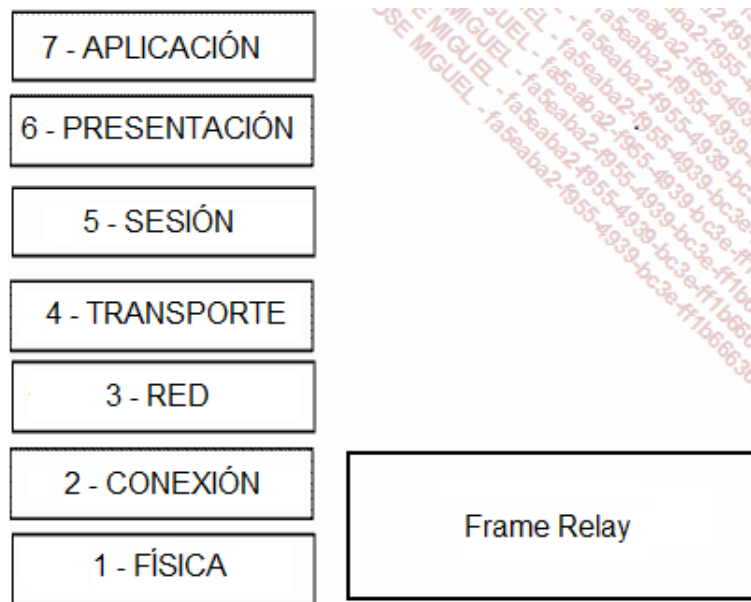 7 - APLICACIÓN
6 - PRESENTACIÓN
5 - SESIÓN
4 - TRANSPORTE
3 - RED
2 - CONEXIÓN
Frame Relay
1 - FÍSICA